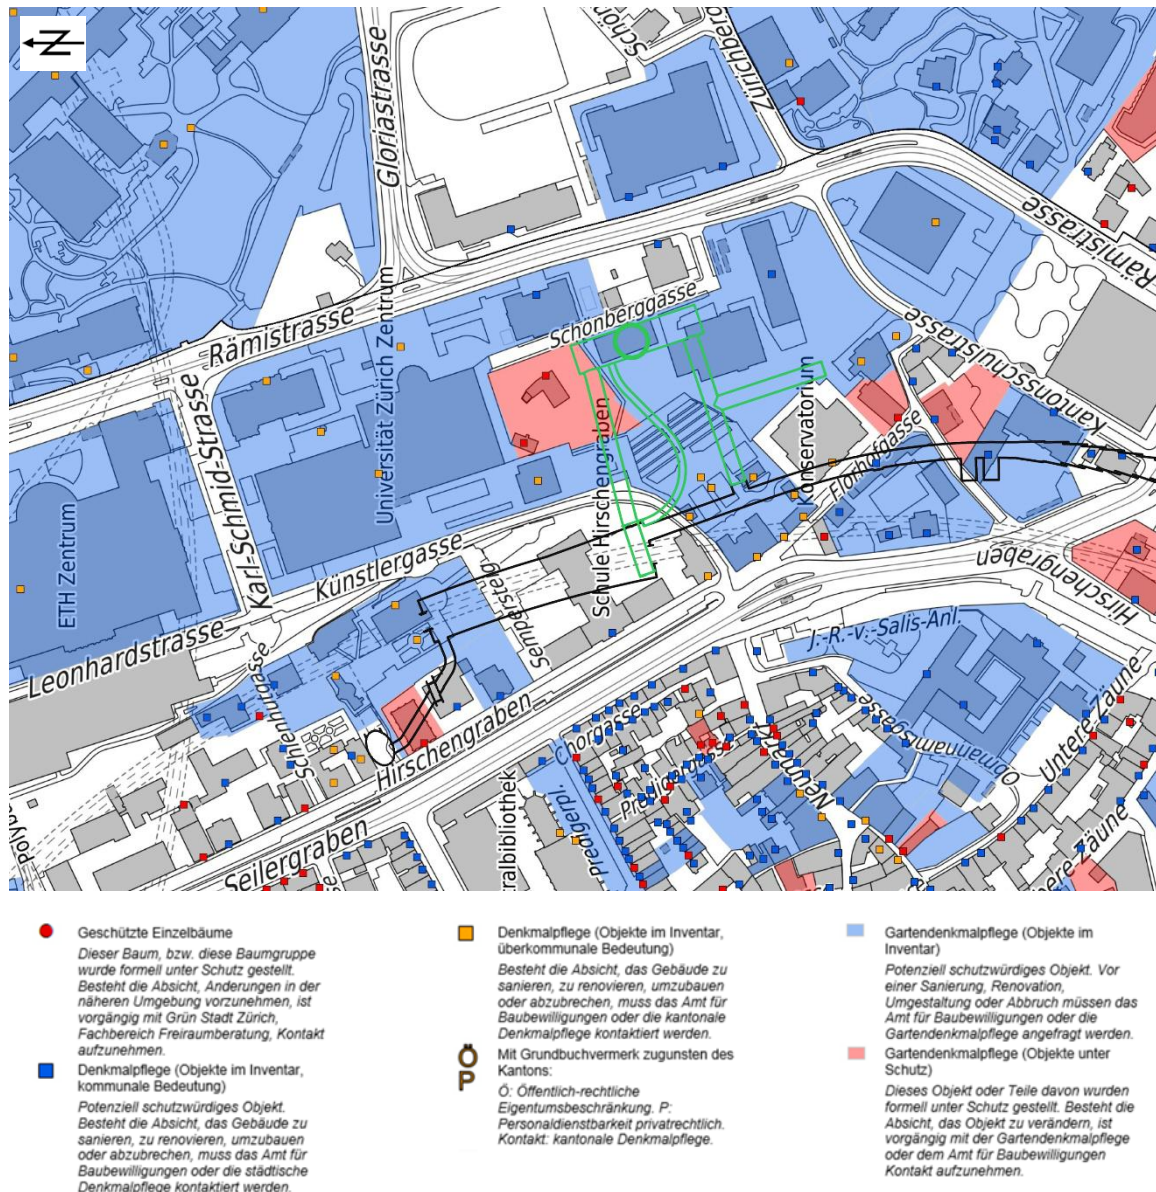 Z
Gloriastrasse
Schön
Zürichberg
Rämistrasse
Rämistrasse
Universität Zürich Zentrum
Schönberggasse
Kantonsschulstrasse
Karl-Schmid-Strasse
ETH Zentrum
Künstlergasse
Leonhardstrasse
Schule Hirschengraben
Konservatorium
Florhofgasse
Sempersteig
Schienhutgasse
Hirschengraben
Hirschengraben
J.-R.-v.-Salis-Anl.
Obmannamtsgasse
Untere Zäune
Chorgasse
Predigergasse
Neumarkt
Predigerpl.
Seilergraben
tralbibliothek
Polyb
bere Zäune
Geschützte Einzelbäume
Dieser Baum, bzw. diese Baumgruppe
wurde formell unter Schutz gestellt.
Besteht die Absicht, Änderungen in der
näheren Umgebung vorzunehmen, ist
vorgängig mit Grün Stadt Zürich,
Fachbereich Freiraumberatung, Kontakt
aufzunehmen.
Denkmalpflege (Objekte im Inventar,
kommunale Bedeutung)
Potenziell schutzwürdiges Objekt.
Besteht die Absicht, das Gebäude zu
sanieren, zu renovieren, umzubauen
oder abzubrechen, muss das Amt für
Baubewilligungen oder die städtische
Denkmalpflege kontaktiert werden.
Denkmalpflege (Objekte im Inventar,
überkommunale Bedeutung)
Besteht die Absicht, das Gebäude zu
sanieren, zu renovieren, umzubauen
oder abzubrechen, muss das Amt für
Baubewilligungen oder die kantonale
Denkmalpflege kontaktiert werden.
Ö
P
Mit Grundbuchvermerk zugunsten des
Kantons:
Ö: Öffentlich-rechtliche
Eigentumsbeschränkung. P:
Personaldienstbarkeit privatrechtlich.
Kontakt: kantonale Denkmalpflege.
Gartendenkmalpflege (Objekte im
Inventar)
Potenziell schutzwürdiges Objekt. Vor
einer Sanierung, Renovation,
Umgestaltung oder Abbruch müssen das
Amt für Baubewilligungen oder die
Gartendenkmalpflege angefragt werden.
Gartendenkmalpflege (Objekte unter
Schutz)
Dieses Objekt oder Teile davon wurden
formell unter Schutz gestellt. Besteht die
Absicht, das Objekt zu verändern, ist
vorgängig mit der Gartendenkmalpflege
oder dem Amt für Baubewilligungen
Kontakt aufzunehmen.